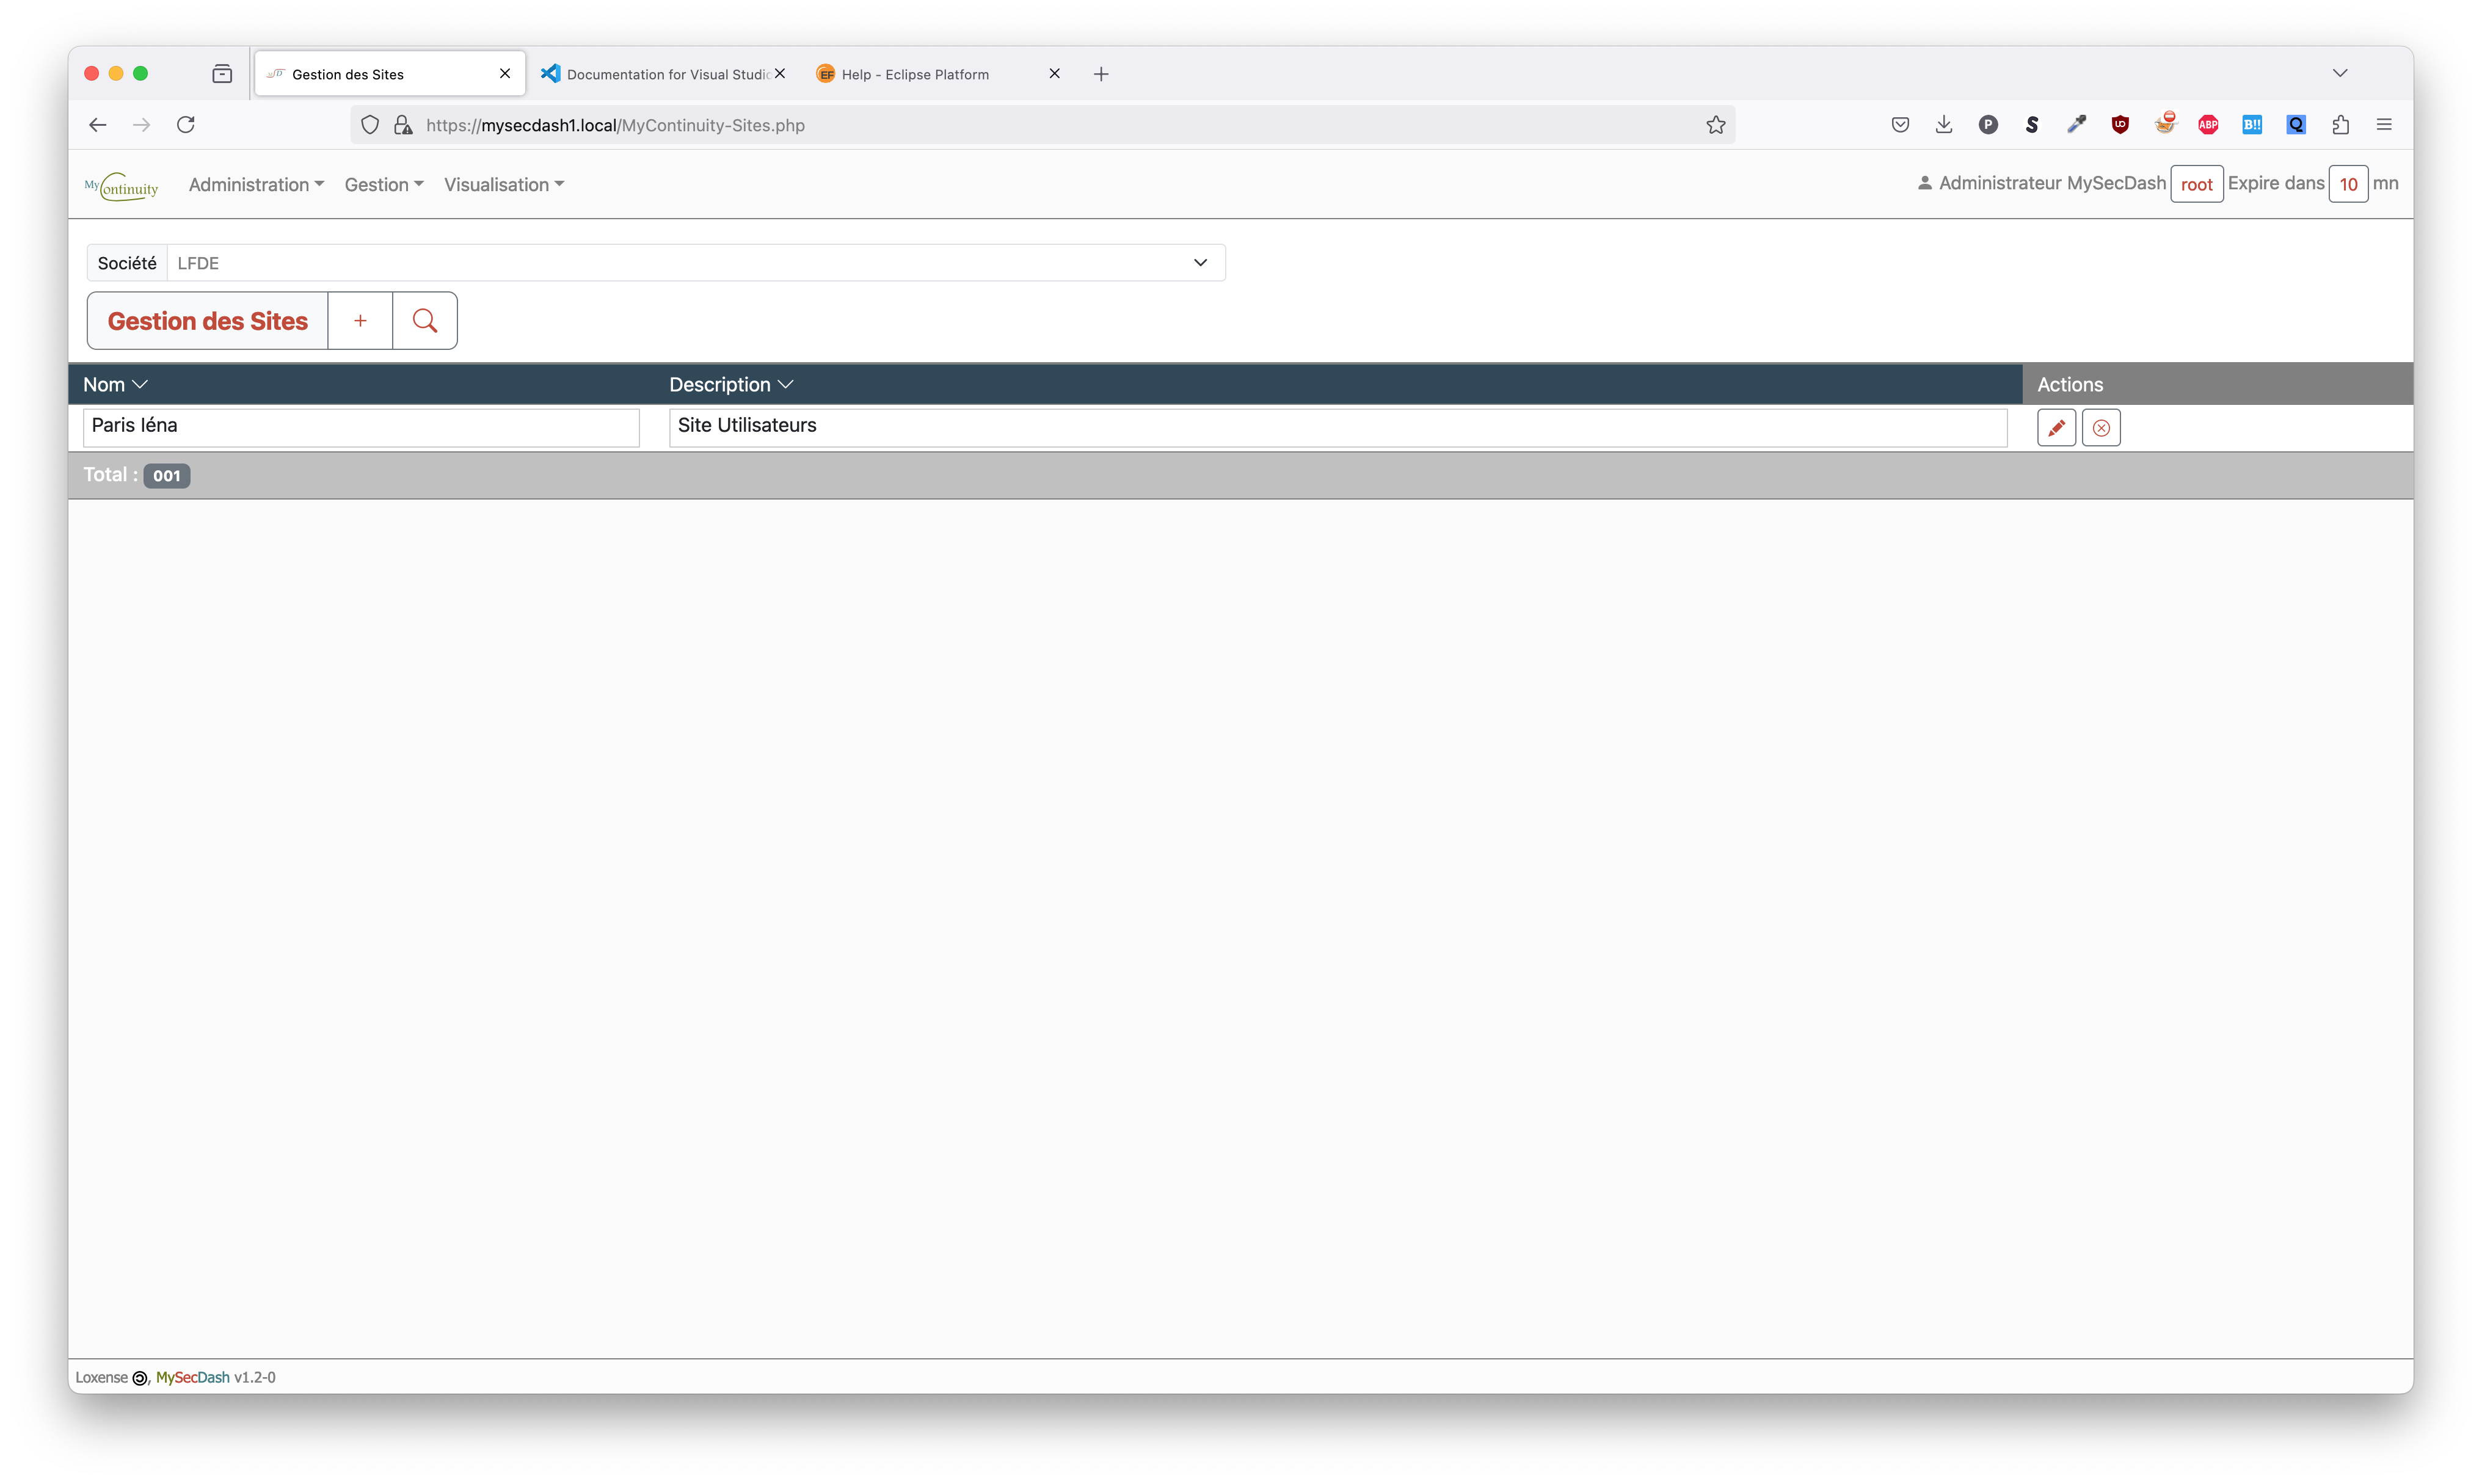 Gestion des Sites
Documentation for Visual Studio
Help - Eclipse Platform
https://mysecdash1.local/MyContinuity-Sites.php
My Continuity
Administration Gestion Visualisation
Administrateur MySecDash root Expire dans 10 mn
Société LFDE
Gestion des Sites +
Nom Description Actions
Paris Iéna Site Utilisateurs
Total : 001
Loxense , MySecDash v1.2-0